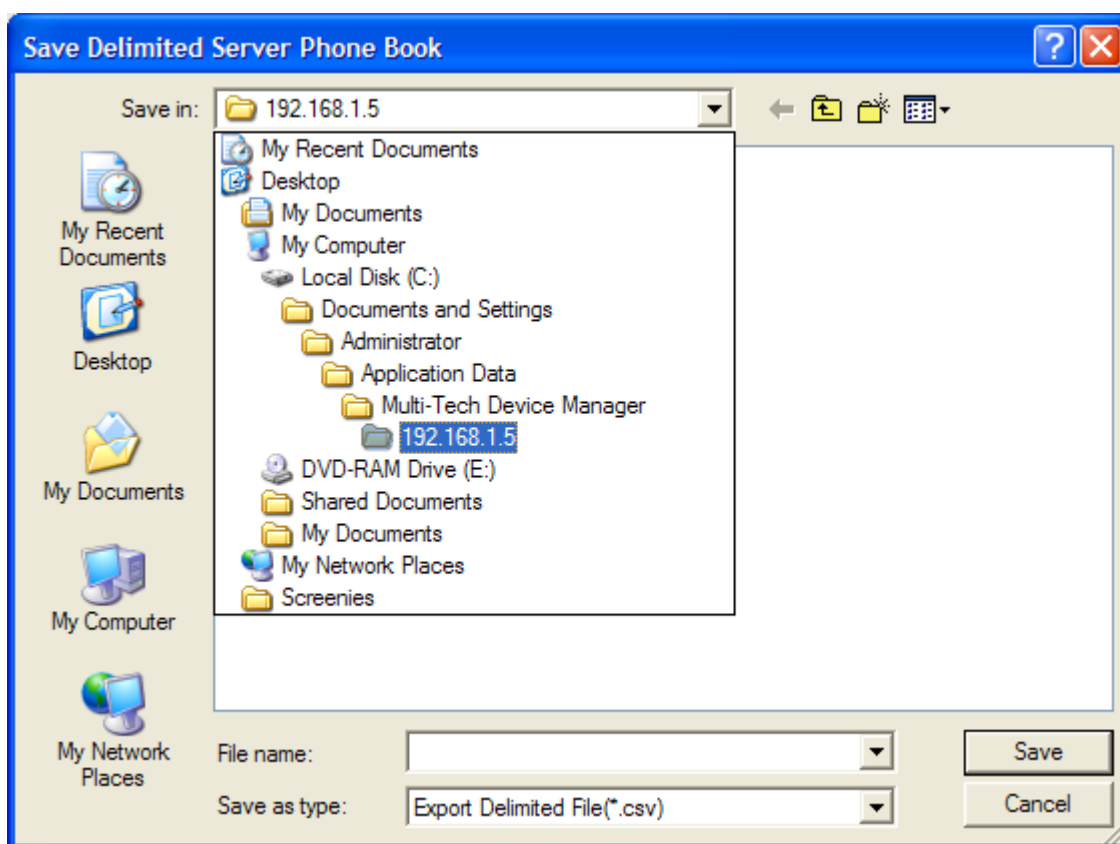 Save Delimited Server Phone Book
Save in:
192.168.1.5
My Recent Documents
Desktop
My Documents
My Computer
Local Disk (C:)
Documents and Settings
Administrator
Application Data
Multi-Tech Device Manager
192.168.1.5
DVD-RAM Drive (E:)
Shared Documents
My Documents
My Network Places
Screenies
My Recent
Documents
Desktop
My Documents
My Computer
My Network
Places
File name:
Save
Save as type:
Export Delimited File(*.csv)
Cancel